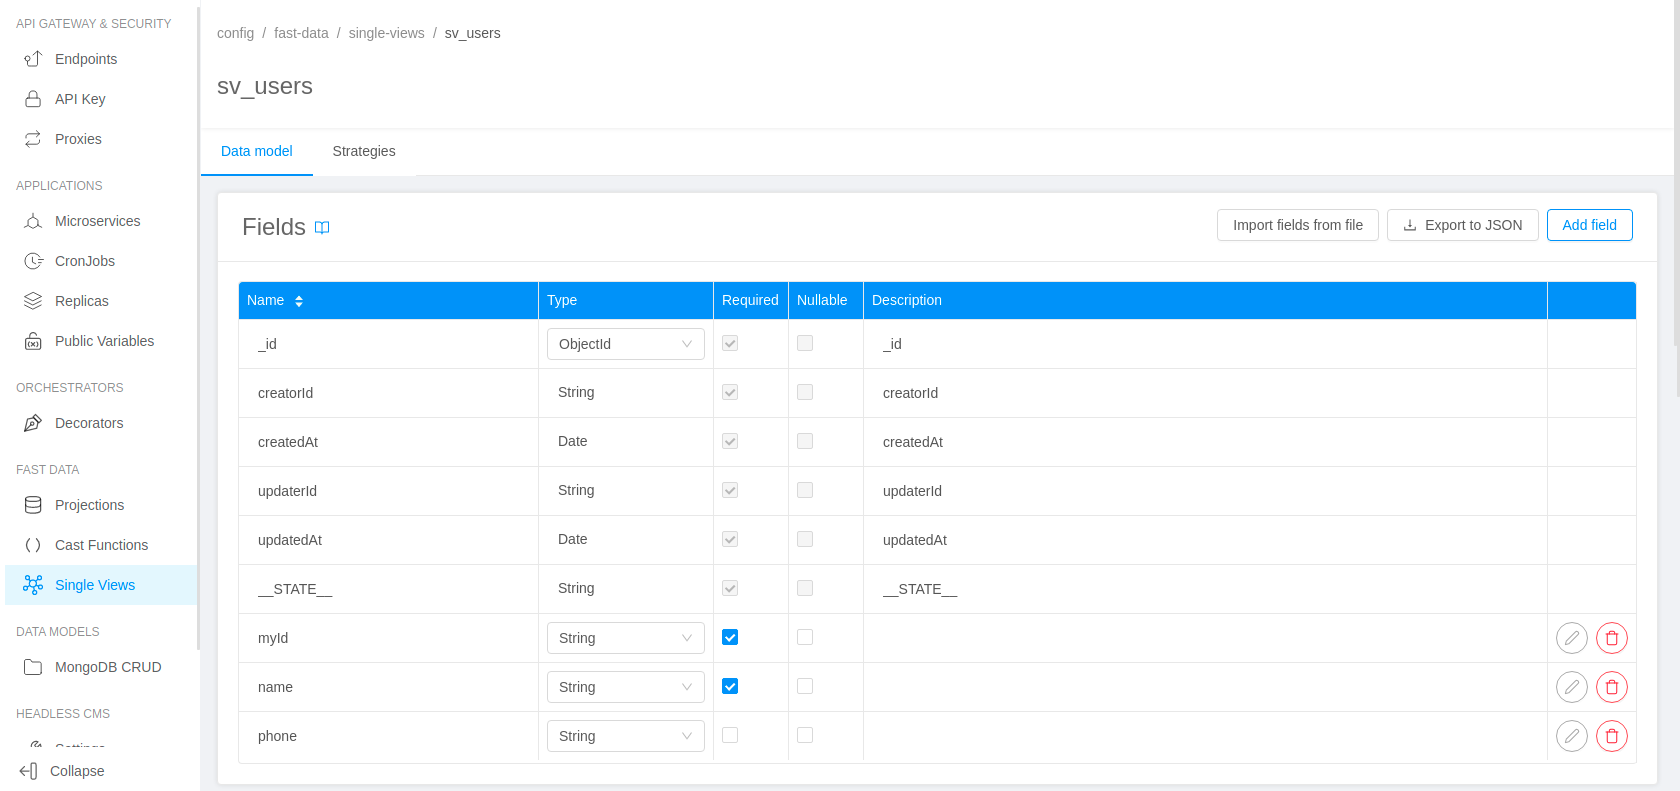 API GATEWAY & SECURITY
Endpoints
API Key
Proxies
APPLICATIONS
Microservices
CronJobs
Replicas
Public Variables
ORCHESTRATORS
Decorators
FAST DATA
Projections
Cast Functions
Single Views
DATA MODELS
MongoDB CRUD
HEADLESS CMS
Settings
Collapse
config / fast-data / single-views / sv_users
sv_users
Data model Strategies
Fields Import fields from file Export to JSON Add field
Name Type Required Nullable Description
_id ObjectId _id
creatorId String creatorId
createdAt Date createdAt
updaterId String updaterId
updatedAt Date updatedAt
__STATE__ String __STATE__
myId String
name String
phone String